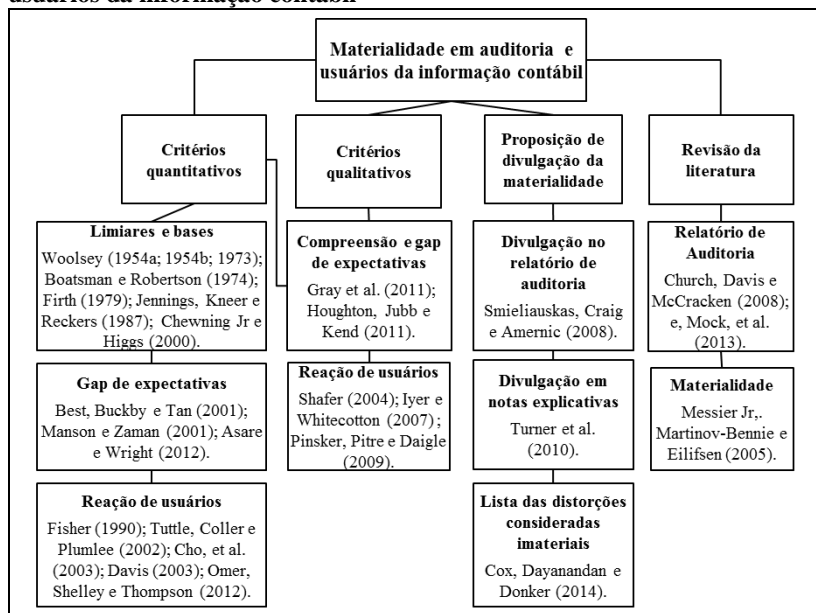 usuários da informação contábil
Materialidade em auditoria e
usuários da informação contábil
Critérios
quantitativos
Critérios
qualitativos
Proposição de
divulgação da
materialidade
Revisão da
literatura
Limiares e bases
Woolsey (1954a; 1954b; 1973);
Boatsman e Robertson (1974);
Firth (1979); Jennings, Kneer e
Reckers (1987); Chewning Jr e
Higgs (2000).
Gap de expectativas
Best, Buckby e Tan (2001);
Manson e Zaman (2001); Asare
e Wright (2012).
Reação de usuários
Fisher (1990); Tuttle, Coller e
Plumlee (2002); Cho, et al.
(2003); Davis (2003); Omer,
Shelley e Thompson (2012).
Compreensão e gap
de expectativas
Gray et al. (2011);
Houghton, Jubb e
Kend (2011).
Reação de usuários
Shafer (2004); Iyer e
Whitecotton (2007);
Pinsker, Pitre e Daigle
(2009).
Divulgação no
relatório de
auditoria
Smieliauskas, Craig
e Amernic (2008).
Divulgação em
notas explicativas
Turner et al.
(2010).
Lista das distorções
consideradas
imateriais
Cox, Dayanandan e
Donker (2014).
Relatório de
Auditoria
Church, Davis e
McCracken (2008);
e, Mock, et al.
(2013).
Materialidade
Messier Jr,.
Martinov-Bennie e
Eilifsen (2005).